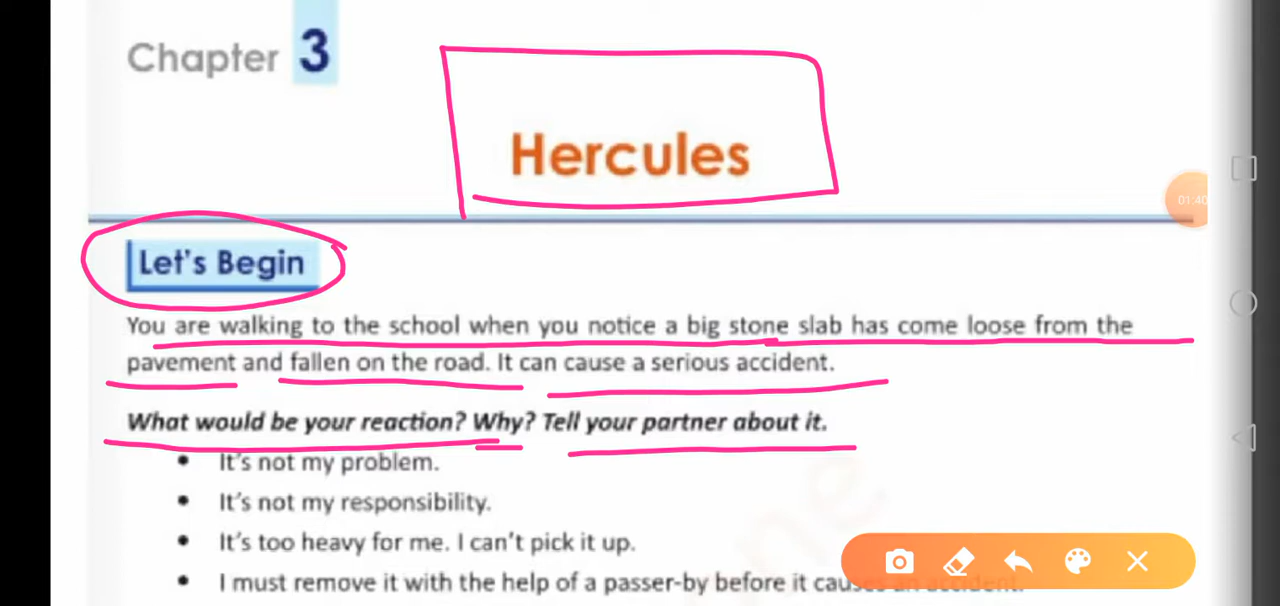 Chapter 3
Hercules
01:40
Let's Begin
You are walking to the school when you notice a big stone slab has come loose from the
pavement and fallen on the road. It can cause a serious accident.
What would be your reaction? Why? Tell your partner about it.
• It's not my problem.
• It's not my responsibility.
• It's too heavy for me. I can't pick it up.
• I must remove it with the help of a passer-by before it causes an accident.